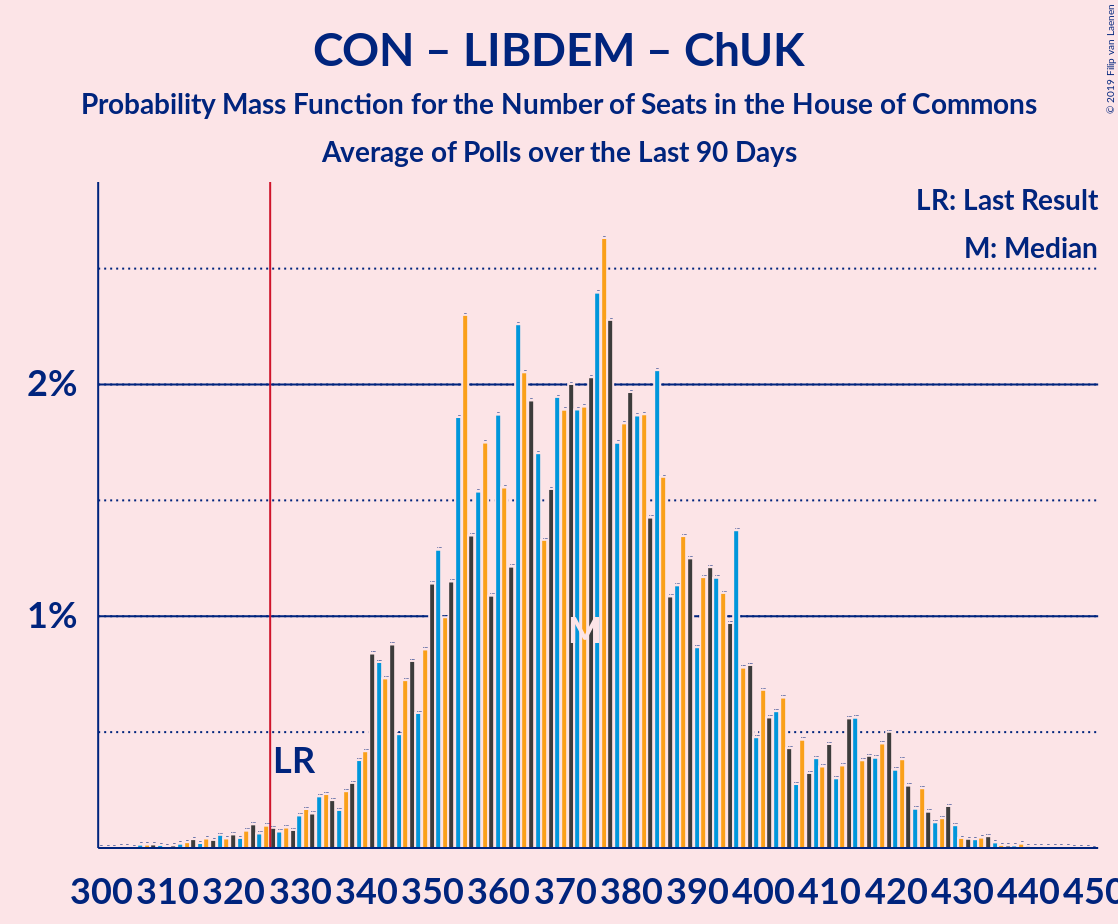 CON – LIBDEM – ChUK
Probability Mass Function for the Number of Seats in the House of Commons
Average of Polls over the Last 90 Days
© 2019 Filip van Laenen
LR: Last Result
M: Median
2%
1%
M
LR
300 310 320 330 340 350 360 370 380 390 400 410 420 430 440 450